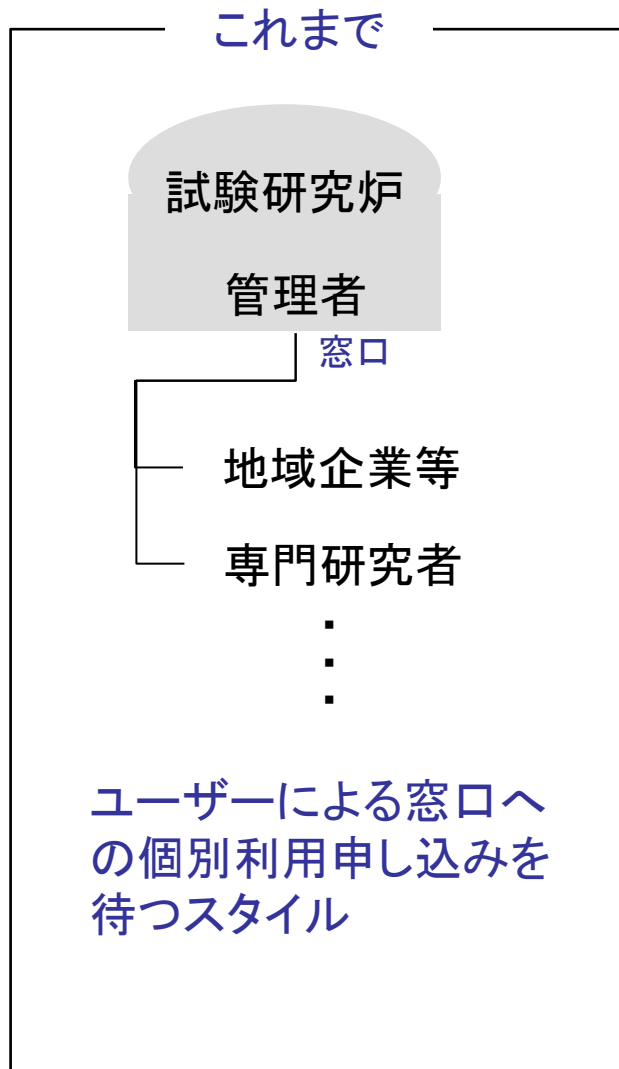 これまで
試験研究炉
管理者
窓口
地域企業等
専門研究者
・
・
・
ユーザーによる窓口へ
の個別利用申し込みを
待つスタイル